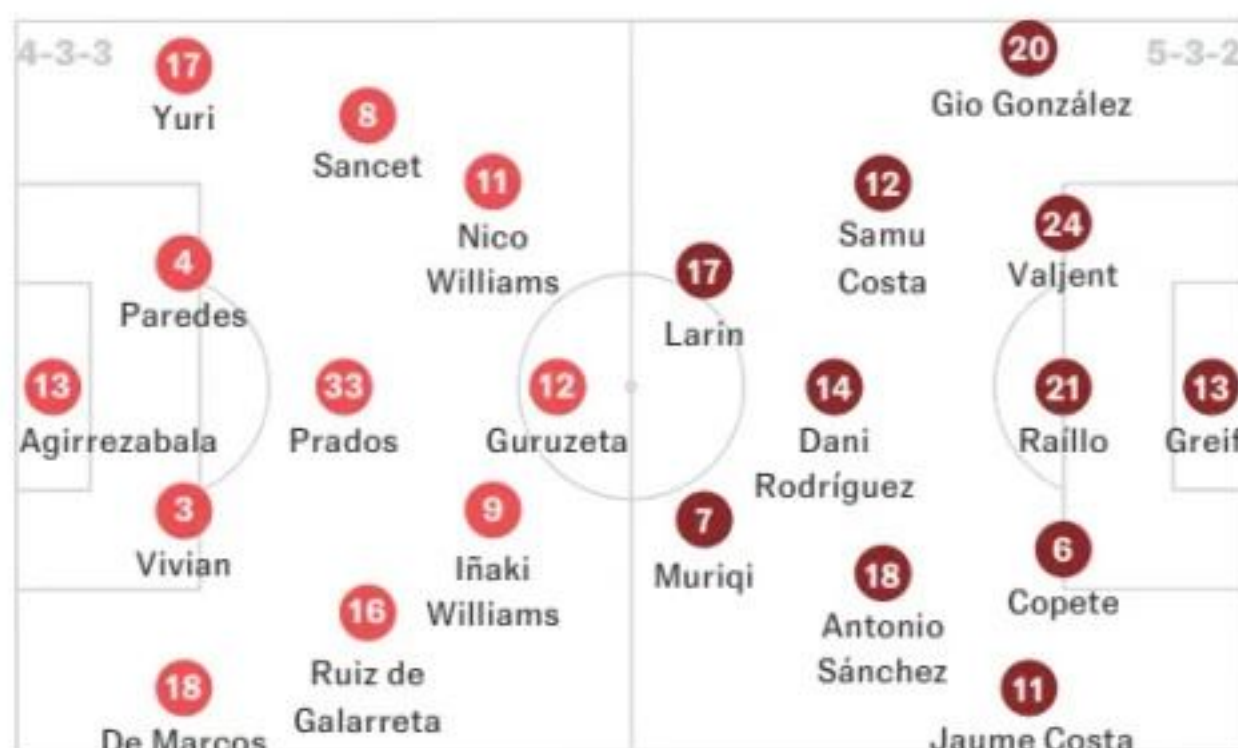 4-3-3
17
Yuri
8
Sancet
11
Nico
Williams
4
Paredes
13
Agirrezabala
33
Prados
12
Guruzeta
3
Vivian
9
Iñaki
Williams
16
Ruiz de
Galarreta
18
De Marcos
5-3-2
20
Gio González
12
Samu
Costa
24
Valjent
17
Larin
14
Dani
Rodríguez
21
Raíllo
13
Greif
7
Muriqi
6
Copete
18
Antonio
Sánchez
11
Jaume Costa